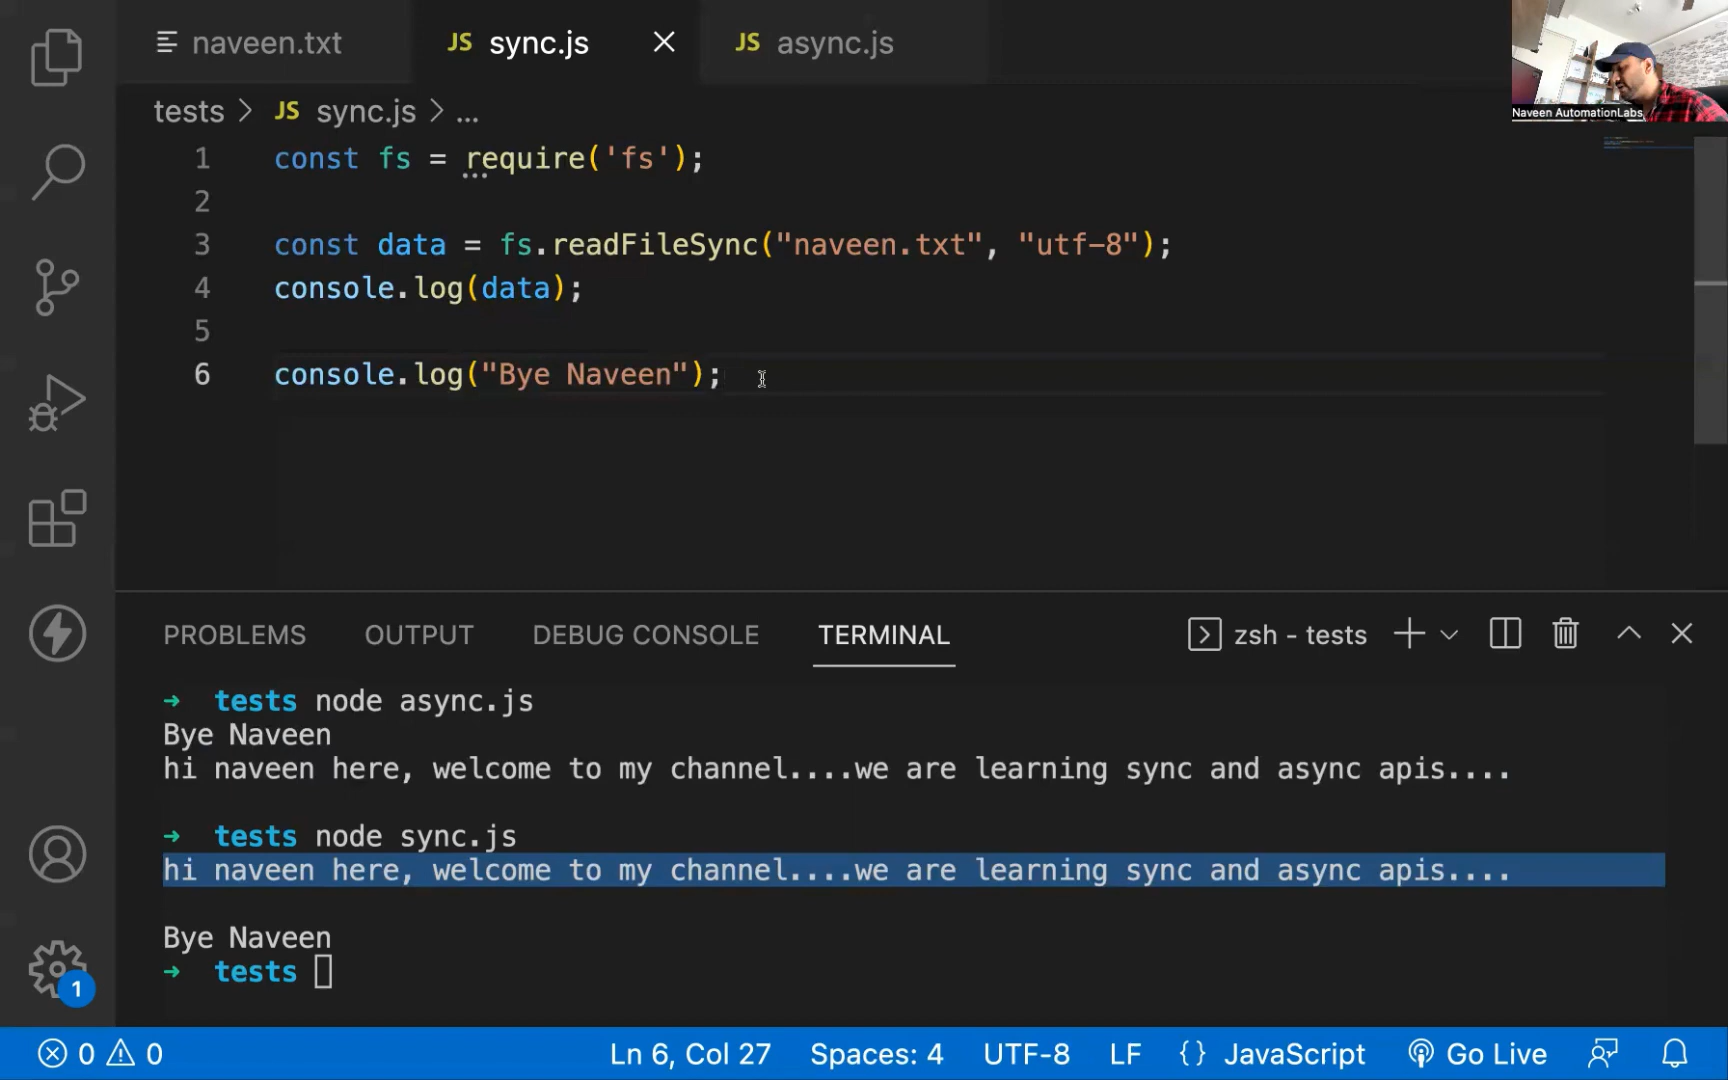 naveen.txt
JS sync.js
JS async.js
Naveen AutomationLabs
tests > JS sync.js > ...
1 const fs = require('fs');
2
3 const data = fs.readFileSync("naveen.txt", "utf-8");
4 console.log(data);
5
6 console.log("Bye Naveen");
PROBLEMS OUTPUT DEBUG CONSOLE TERMINAL zsh - tests
→ tests node async.js
Bye Naveen
hi naveen here, welcome to my channel....we are learning sync and async apis....
→ tests node sync.js
hi naveen here, welcome to my channel....we are learning sync and async apis....
Bye Naveen
→ tests
1
0 0 Ln 6, Col 27 Spaces: 4 UTF-8 LF {} JavaScript Go Live